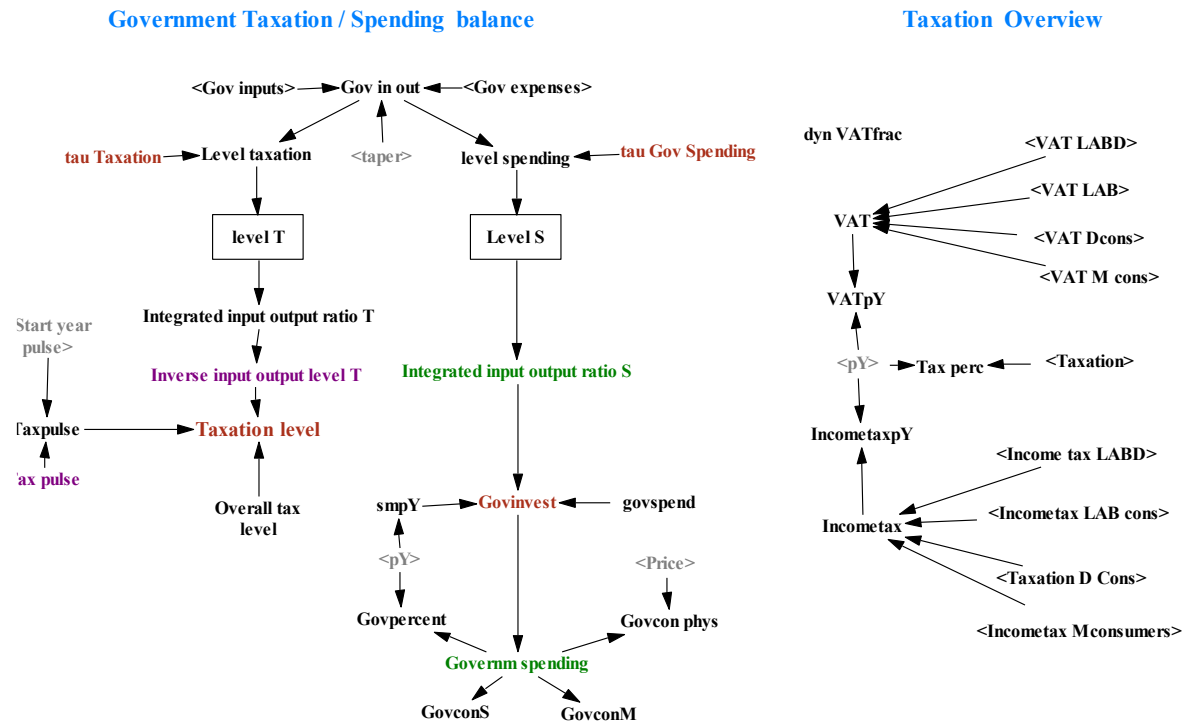 Government Taxation / Spending balance
Taxation Overview
<Gov inputs>
Gov in out
<Gov expenses>
tau Taxation
Level taxation
<taper>
level spending
tau Gov Spending
level T
Level S
Integrated input output ratio T
Start year
pulse>
Inverse input output level T
Integrated input output ratio S
Taxpulse
Taxation level
ax pulse
Overall tax
level
smpY
Govinvest
govspend
<pY>
<Price>
Govpercent
Govcon phys
Governm spending
GovconS
GovconM
dyn VATfrac
<VAT LABD>
<VAT LAB>
VAT
<VAT Dcons>
<VAT M cons>
VATpY
<pY>
Tax perc
<Taxation>
IncometaxpY
<Income tax LABD>
Incometax
<Incometax LAB cons>
<Taxation D Cons>
<Incometax Mconsumers>